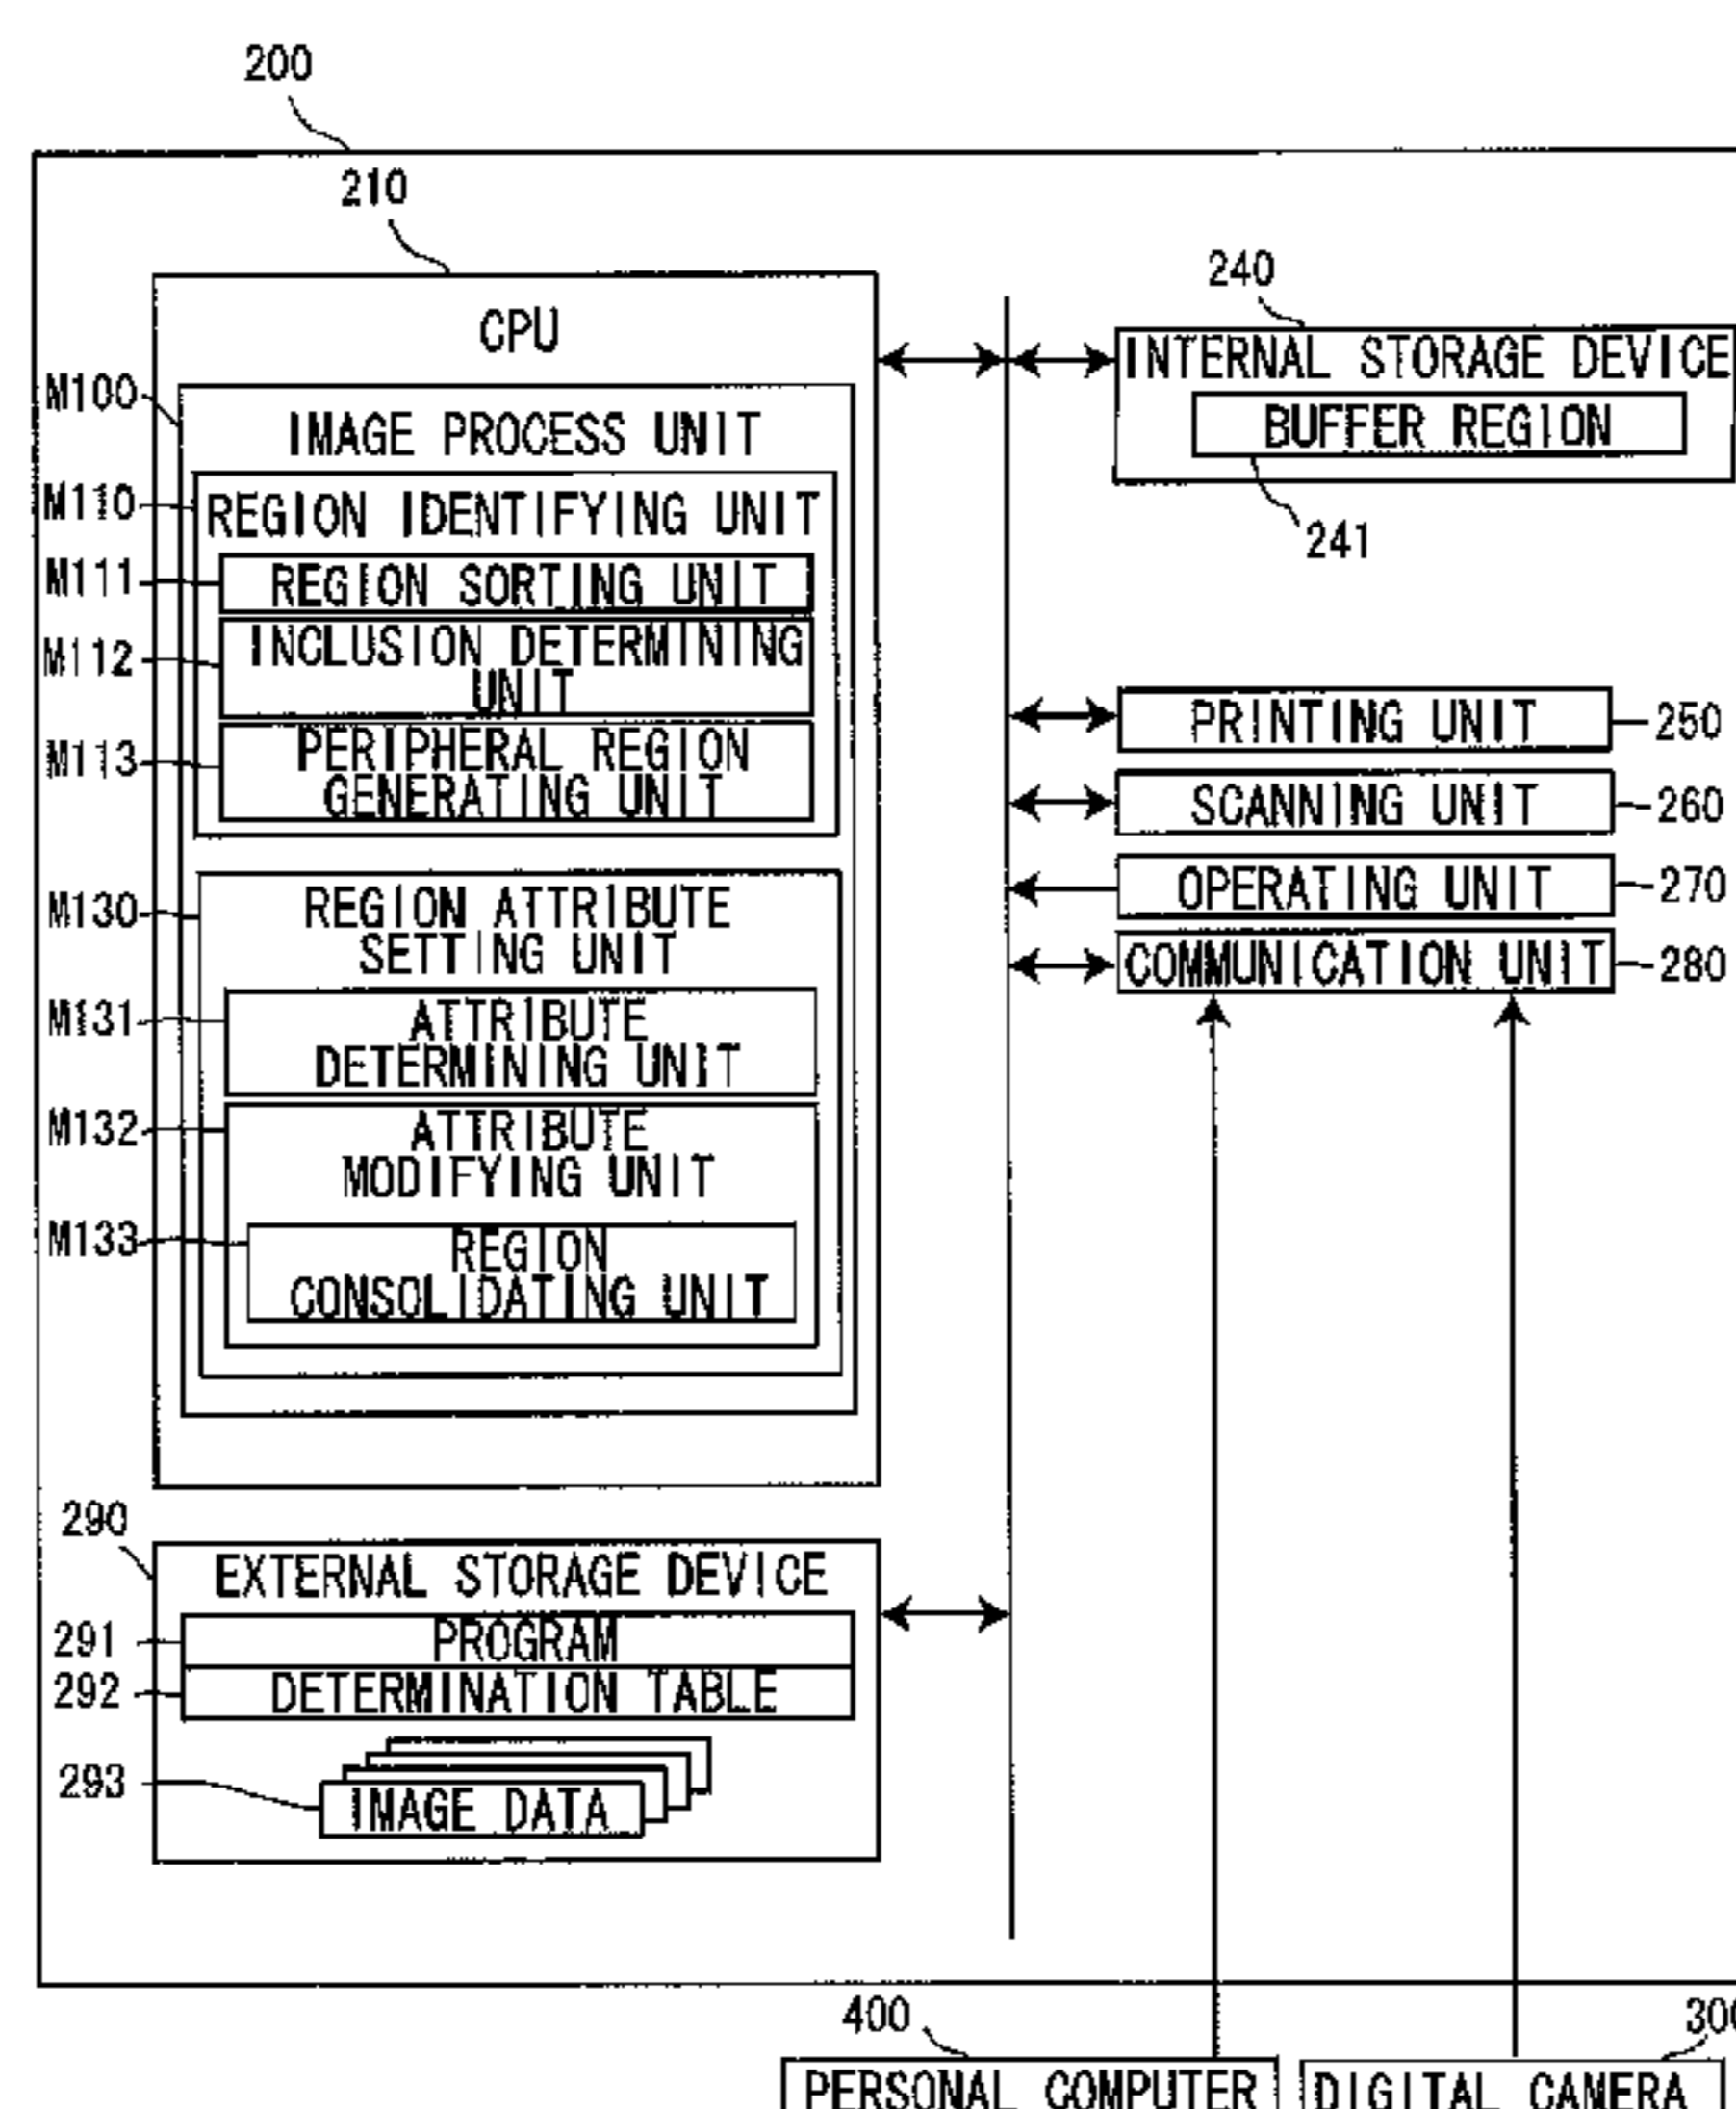 200
210
CPU
M100
IMAGE PROCESS UNIT
M110
REGION IDENTIFYING UNIT
M111
REGION SORTING UNIT
M112
INCLUSION DETERMINING
UNIT
M113
PERIPHERAL REGION
GENERATING UNIT
M130
REGION ATTRIBUTE
SETTING UNIT
M131
ATTRIBUTE
DETERMINING UNIT
M132
ATTRIBUTE
MODIFYING UNIT
M133
REGION
CONSOLIDATING UNIT
240
INTERNAL STORAGE DEVICE
BUFFER REGION
241
PRINTING UNIT
250
SCANNING UNIT
260
OPERATING UNIT
270
COMMUNICATION UNIT
280
290
EXTERNAL STORAGE DEVICE
291
PROGRAM
292
DETERMINATION TABLE
293
IMAGE DATA
400
PERSONAL COMPUTER
300
DIGITAL CAMERA